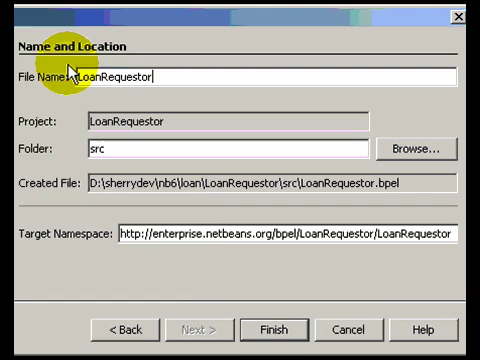 Name and Location
File Name: LoanRequestor
Project: LoanRequestor
Folder: src Browse...
Created File: D:\sherrydev\nb6\loan\LoanRequestor\src\LoanRequestor.bpel
Target Namespace: http://enterprise.netbeans.org/bpel/LoanRequestor/LoanRequestor
< Back Next > Finish Cancel Help